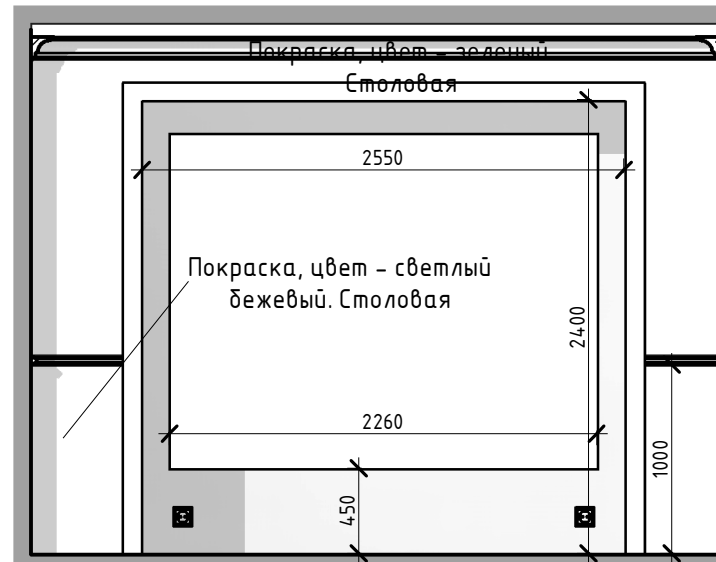 Покраска, цвет – зеленый
Столовая
2550
Покраска, цвет – светлый
бежевый. Столовая
2400
2260
1000
450